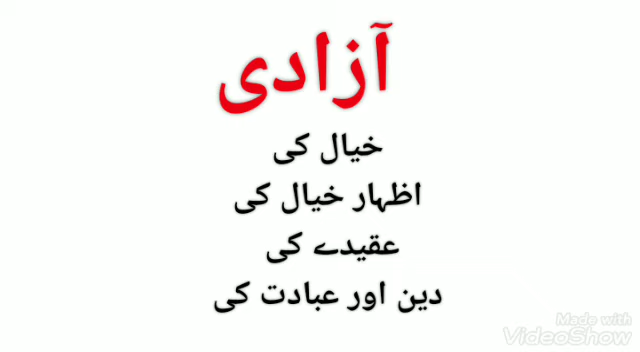 آزادی
خیال کی
اظہار خیال کی
عقیدے کی
دین اور عبادت کی
Made with
VideoShow